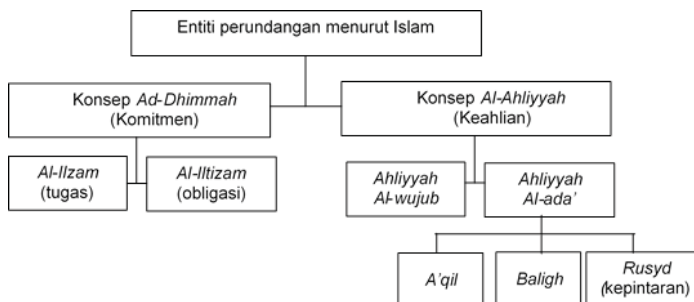 Entiti perundangan menurut Islam
Konsep Ad-Dhimmah
(Komitmen)
Konsep Al-Ahliyyah
(Keahlian)
Al-Ilzam
(tugas)
Al-Iltizam
(obligasi)
Ahliyyah
Al-wujub
Ahliyyah
Al-ada’
A’qil
Baligh
Rusyd
(kepintaran)